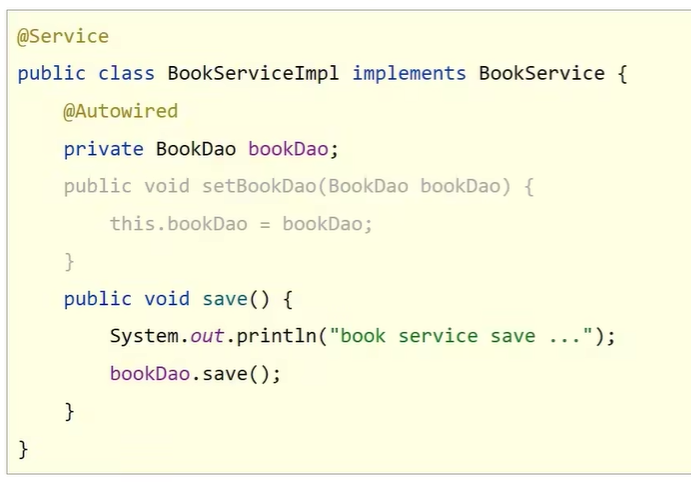 @Service
public class BookServiceImpl implements BookService {
    @Autowired
    private BookDao bookDao;
    public void setBookDao(BookDao bookDao) {
        this.bookDao = bookDao;
    }
    public void save() {
        System.out.println("book service save ...");
        bookDao.save();
    }
}